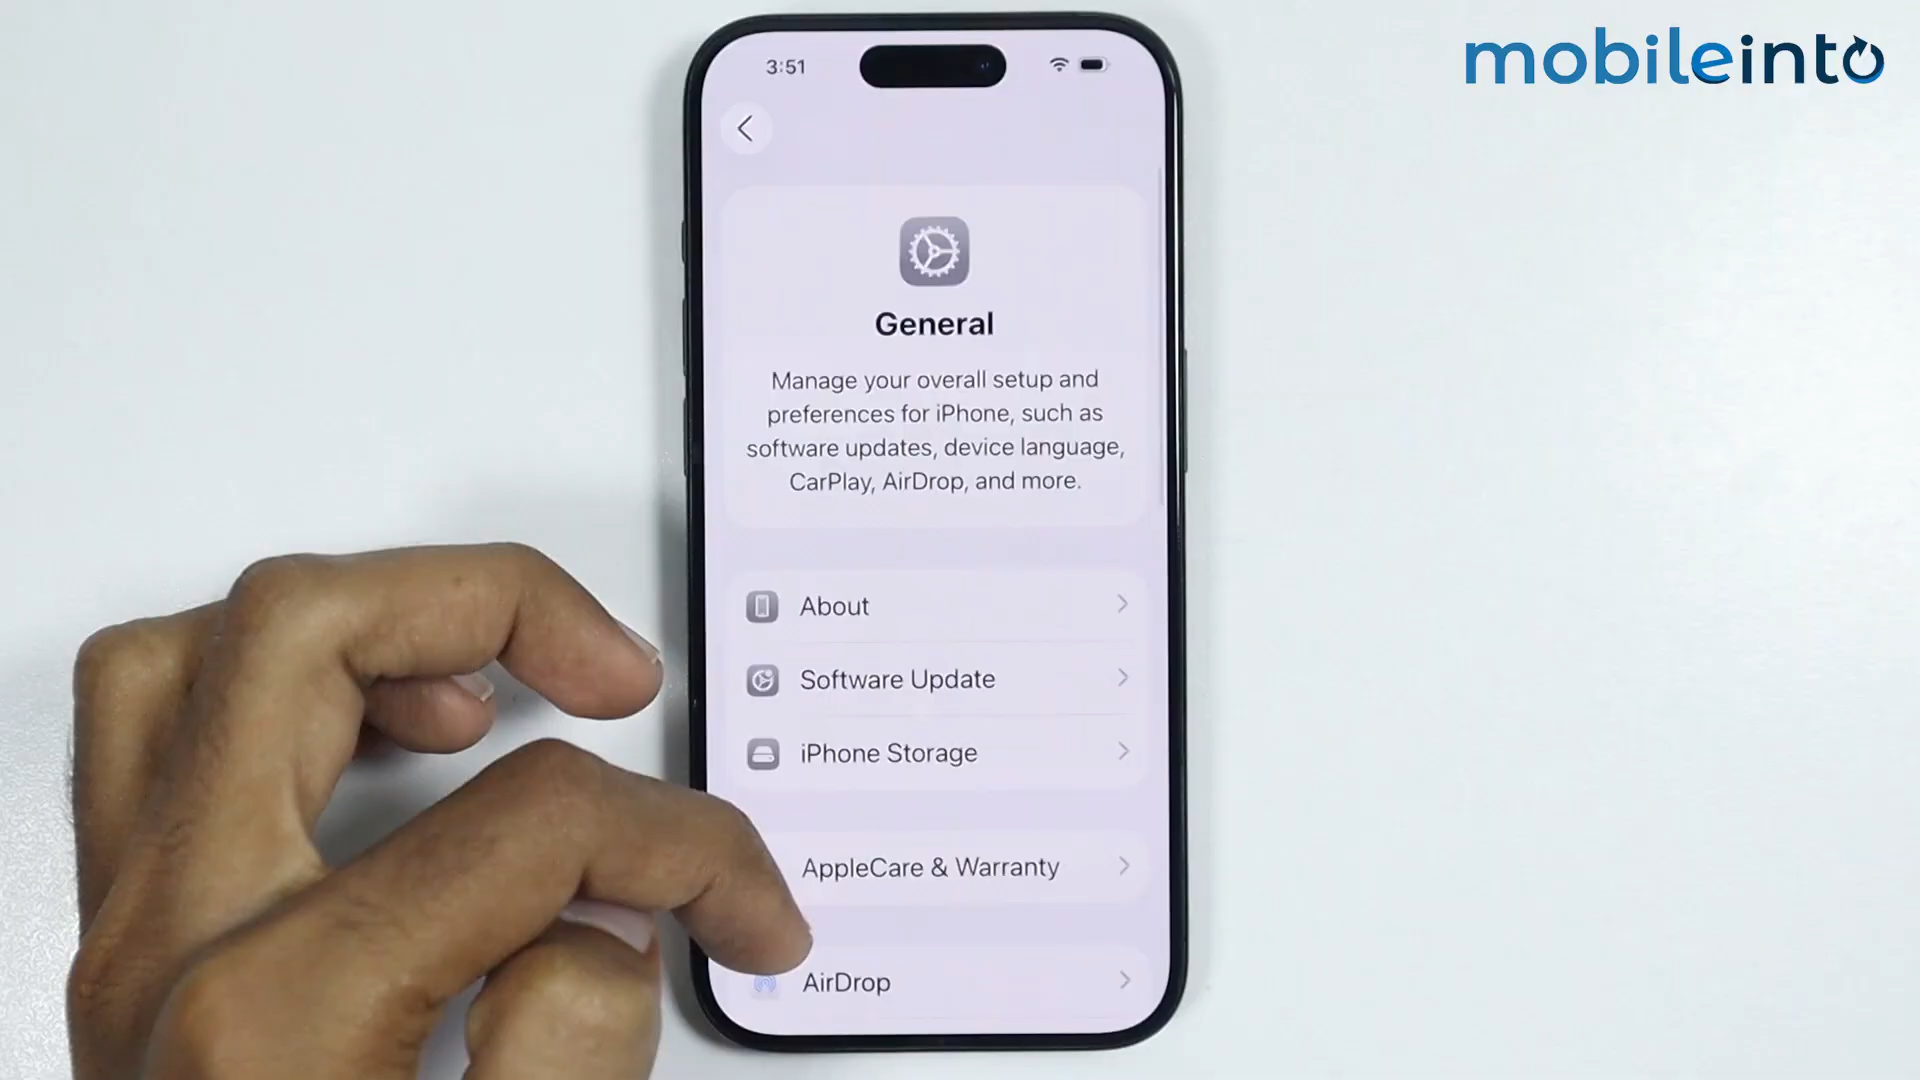 mobileinto
3:51
General
Manage your overall setup and
preferences for iPhone, such as
software updates, device language,
CarPlay, AirDrop, and more.
About
Software Update
iPhone Storage
AppleCare & Warranty
AirDrop